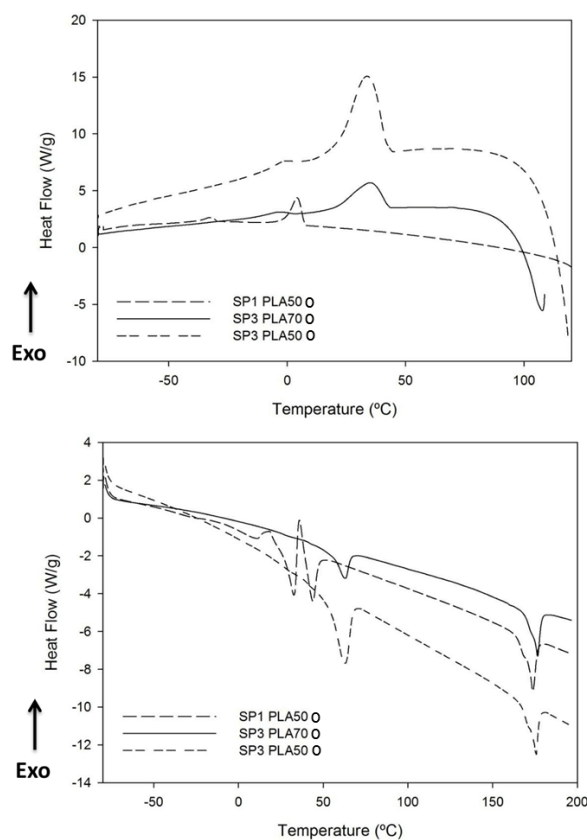 20
15
10
5
0
-5
-10
Heat Flow (W/g)
Exo
SP1 PLA50 O
SP3 PLA70 O
SP3 PLA50 O
-50 0 50 100
Temperature (ºC)
4
2
0
-2
-4
-6
-8
-10
-12
-14
Heat Flow (W/g)
Exo
SP1 PLA50 O
SP3 PLA70 O
SP3 PLA50 O
-50 0 50 100 150 200
Temperature (ºC)